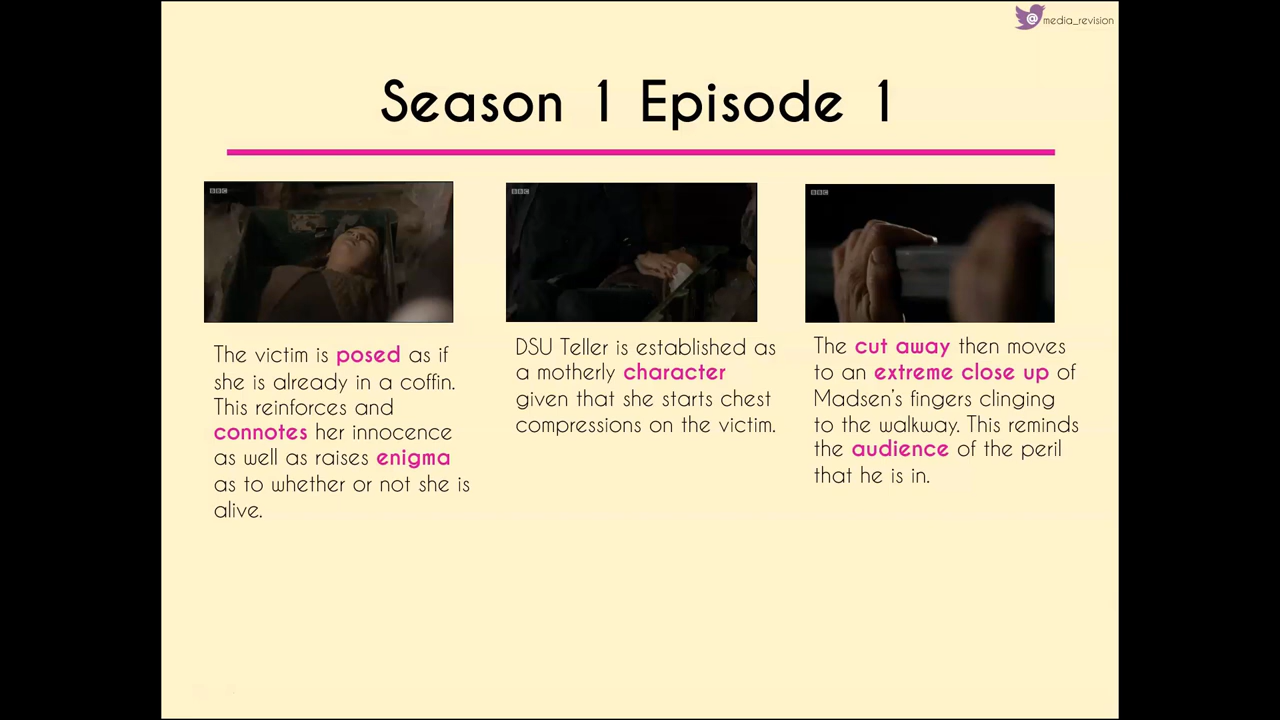 @media_revision
Season 1 Episode 1
BBC
BBC
BBC
The victim is posed as if
she is already in a coffin.
This reinforces and
connotes her innocence
as well as raises enigma
as to whether or not she is
alive.
DSU Teller is established as
a motherly character
given that she starts chest
compressions on the victim.
The cut away then moves
to an extreme close up of
Madsen's fingers clinging
to the walkway. This reminds
the audience of the peril
that he is in.